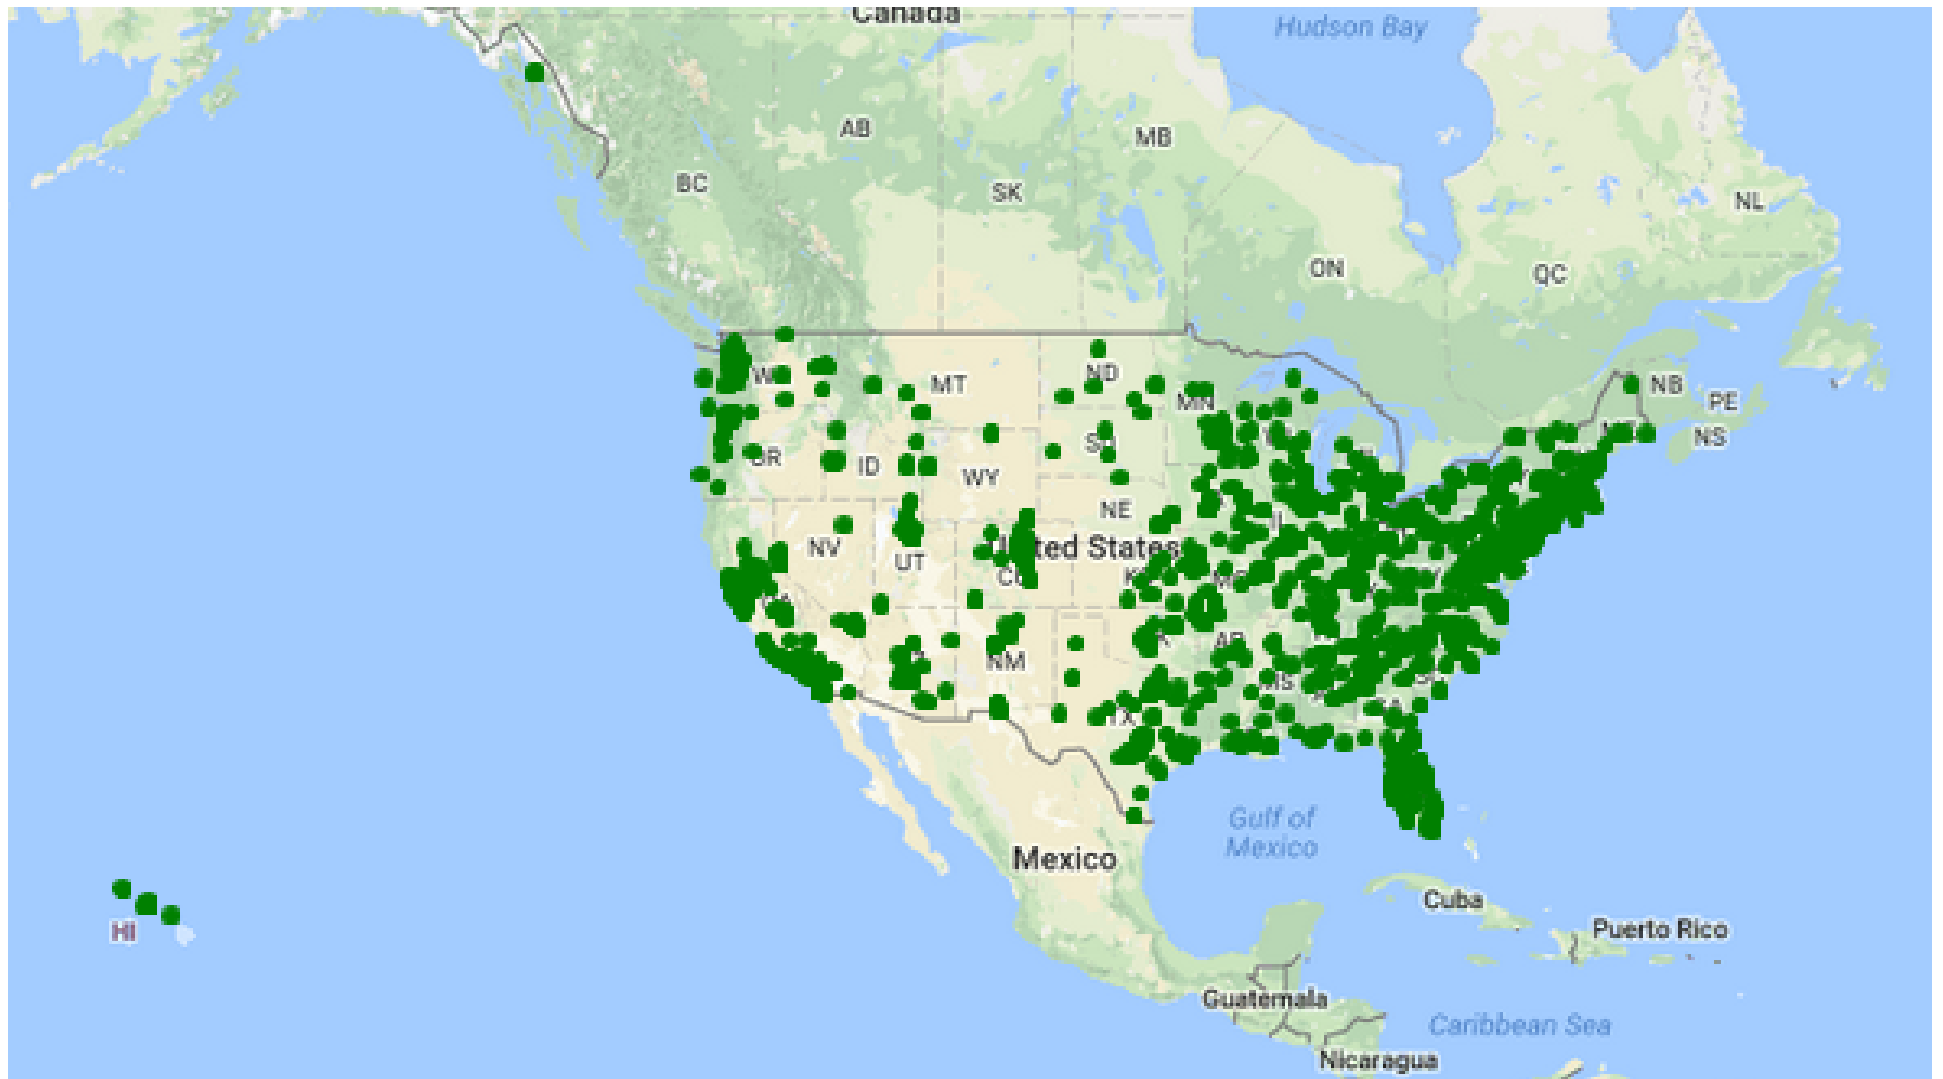 Canada
Hudson Bay
AB
MB
BC
SK
NL
ON
QC
MT
ND
NB
MN
PE
NS
OR
ID
WY
NE
NV
United States
UT
NM
MS
TX
Gulf of
Mexico
Mexico
Cuba
HI
Puerto Rico
Guatemala
Caribbean Sea
Nicaragua